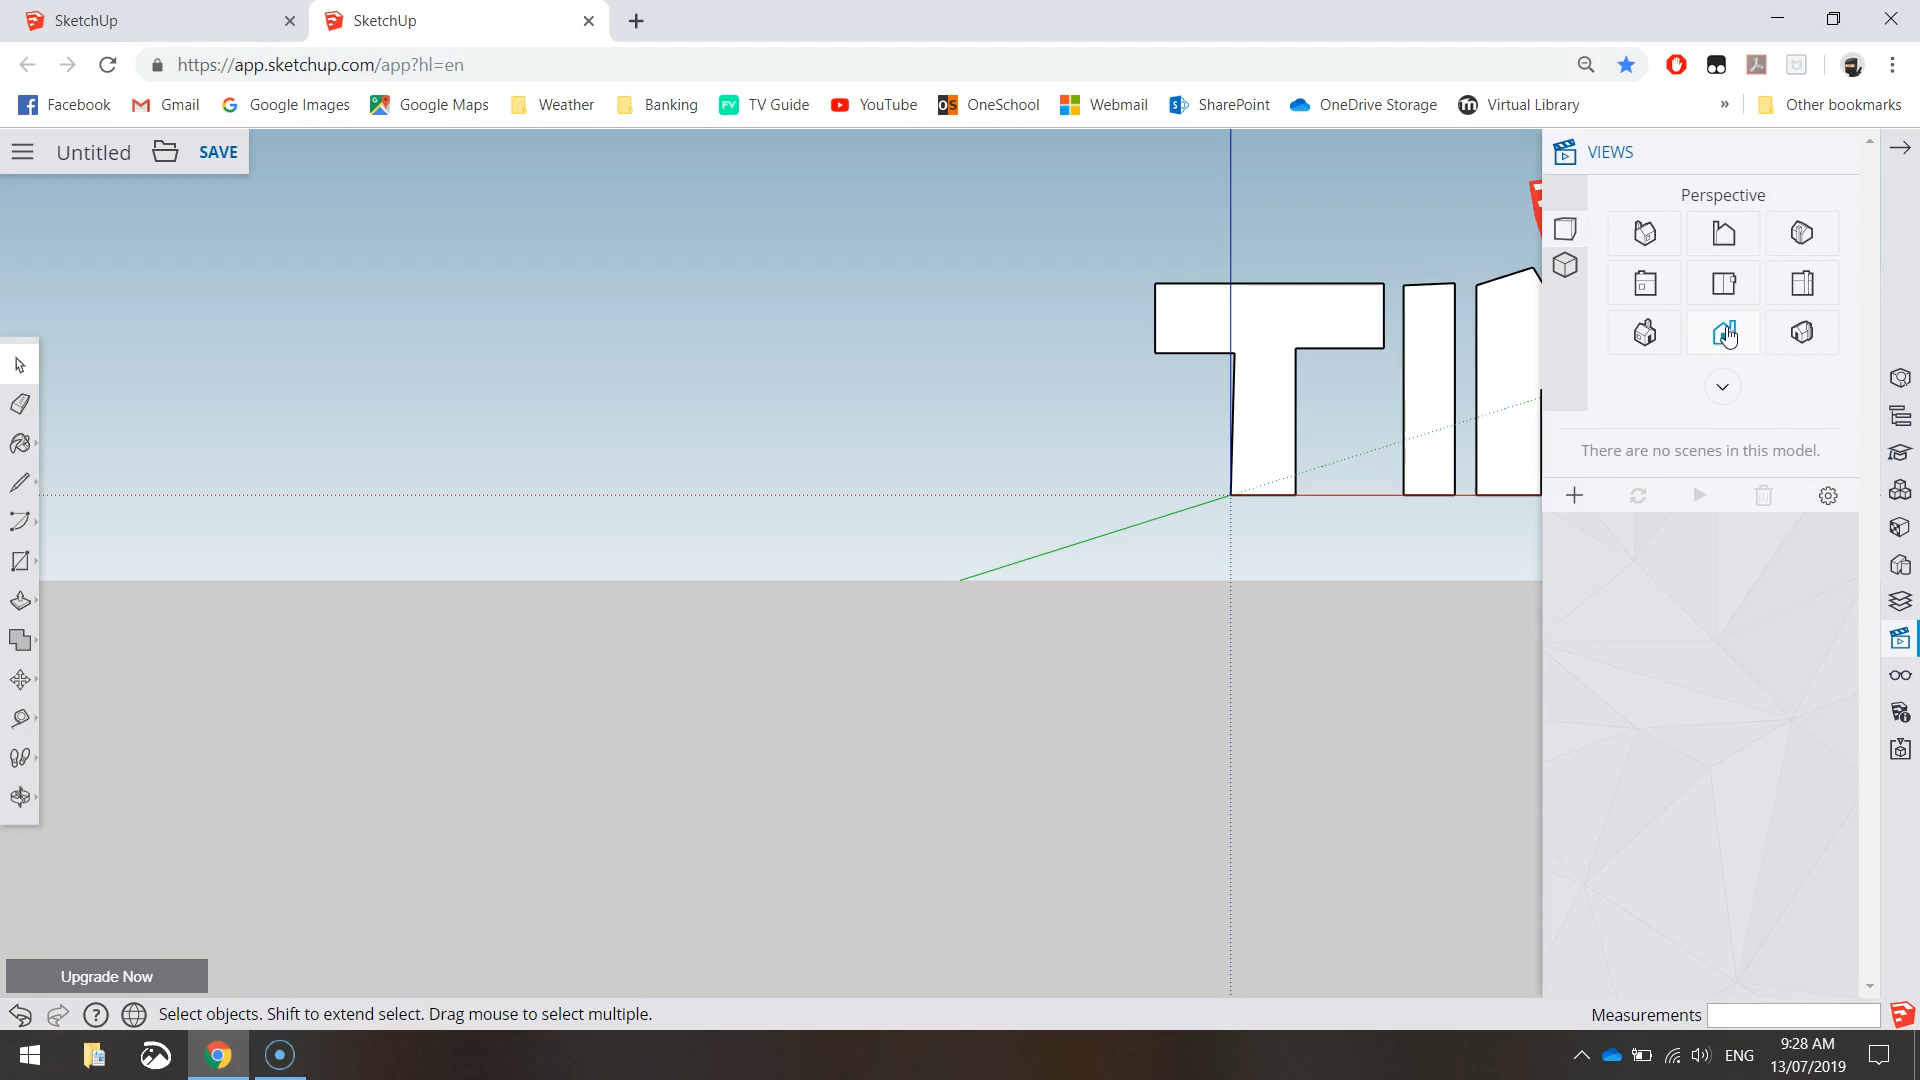 SketchUp
SketchUp
https://app.sketchup.com/app?hl=en
Facebook Gmail Google Images Google Maps Weather Banking TV Guide YouTube OneSchool Webmail SharePoint OneDrive Storage Virtual Library » Other bookmarks
Untitled SAVE
VIEWS
Perspective
There are no scenes in this model.
Upgrade Now
Select objects. Shift to extend select. Drag mouse to select multiple.
Measurements
ENG
9:28 AM
13/07/2019